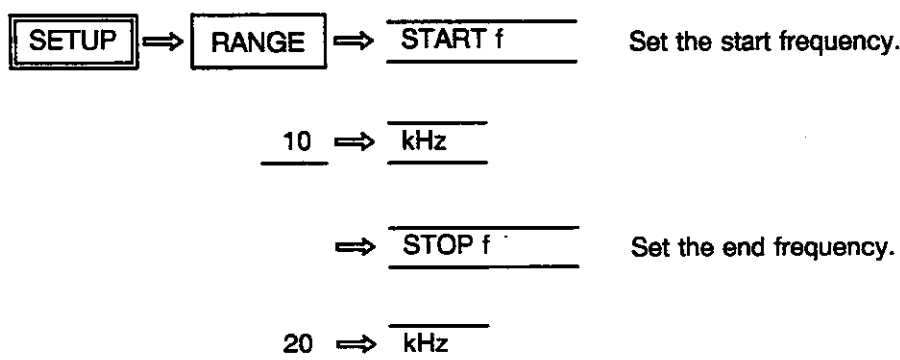 SETUP ⇒ RANGE ⇒ START f Set the start frequency.
10 ⇒ kHz
⇒ STOP f Set the end frequency.
20 ⇒ kHz